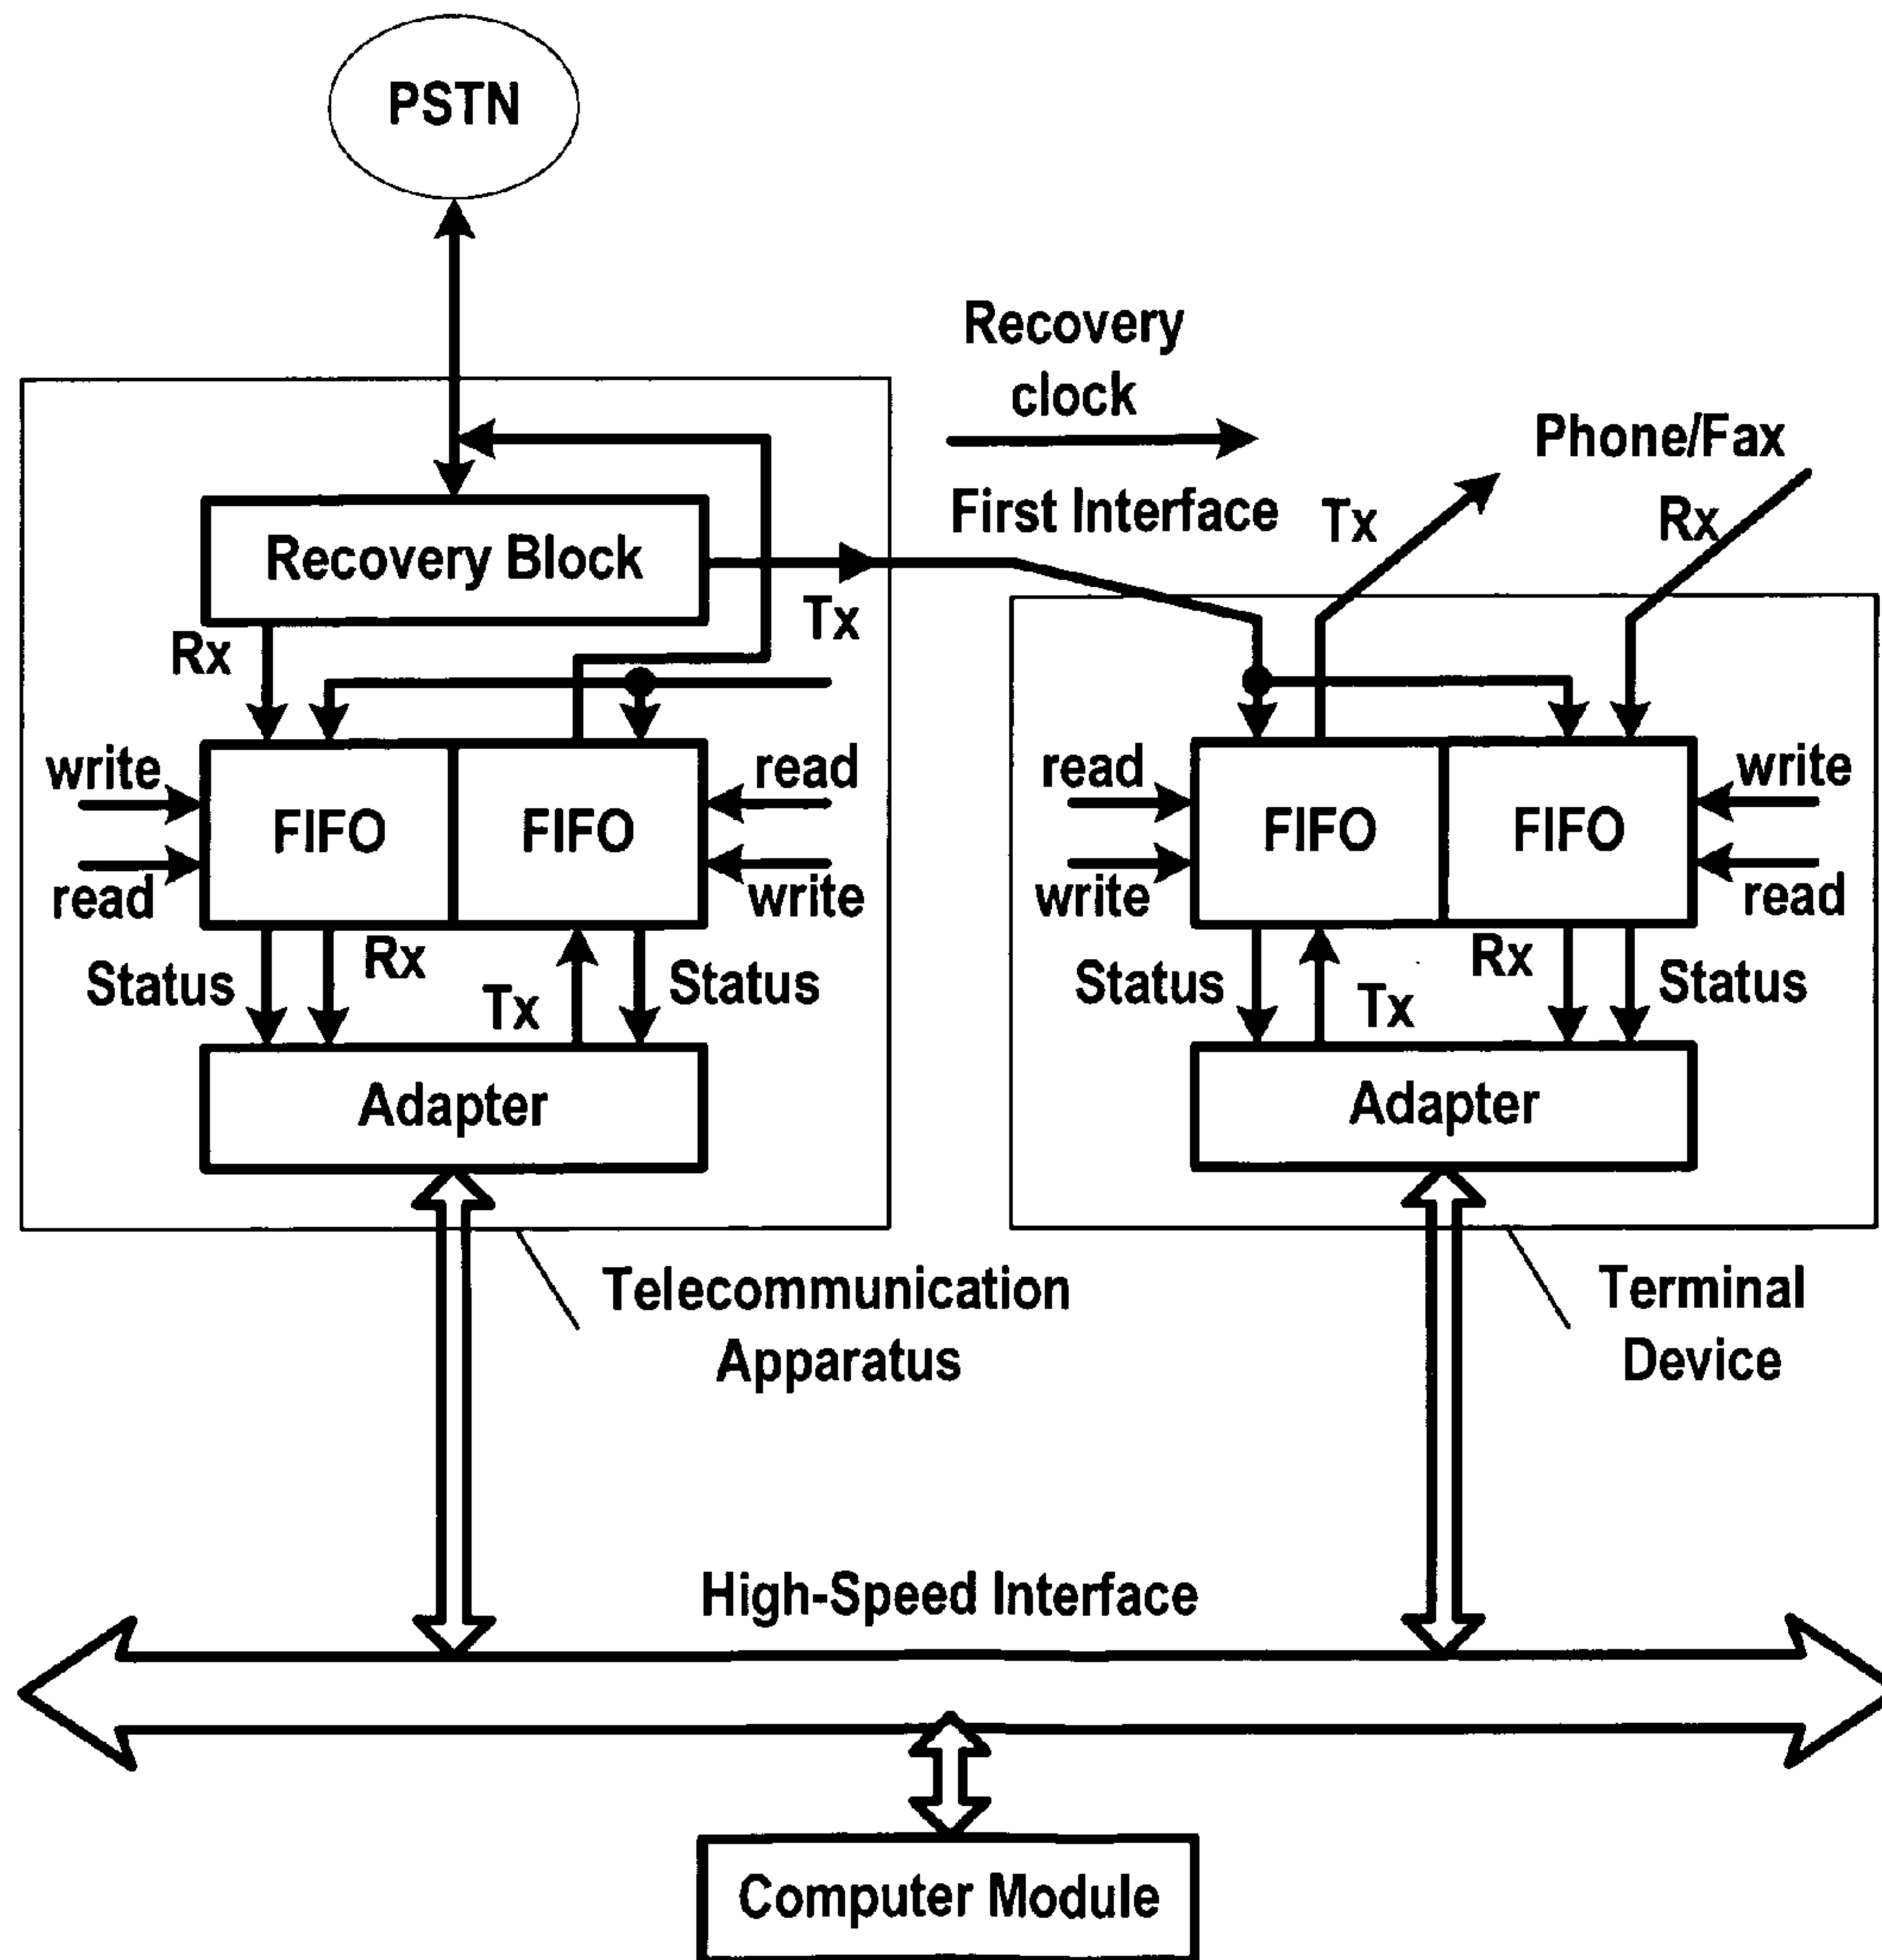 PSTN
Recovery
clock
Phone/Fax
First Interface
Tx
Rx
Recovery Block
Tx
Rx
write
read
FIFO
FIFO
read
write
read
write
FIFO
FIFO
write
read
Status
Rx
Tx
Status
Status
Tx
Rx
Status
Adapter
Adapter
Telecommunication
Apparatus
Terminal
Device
High-Speed Interface
Computer Module